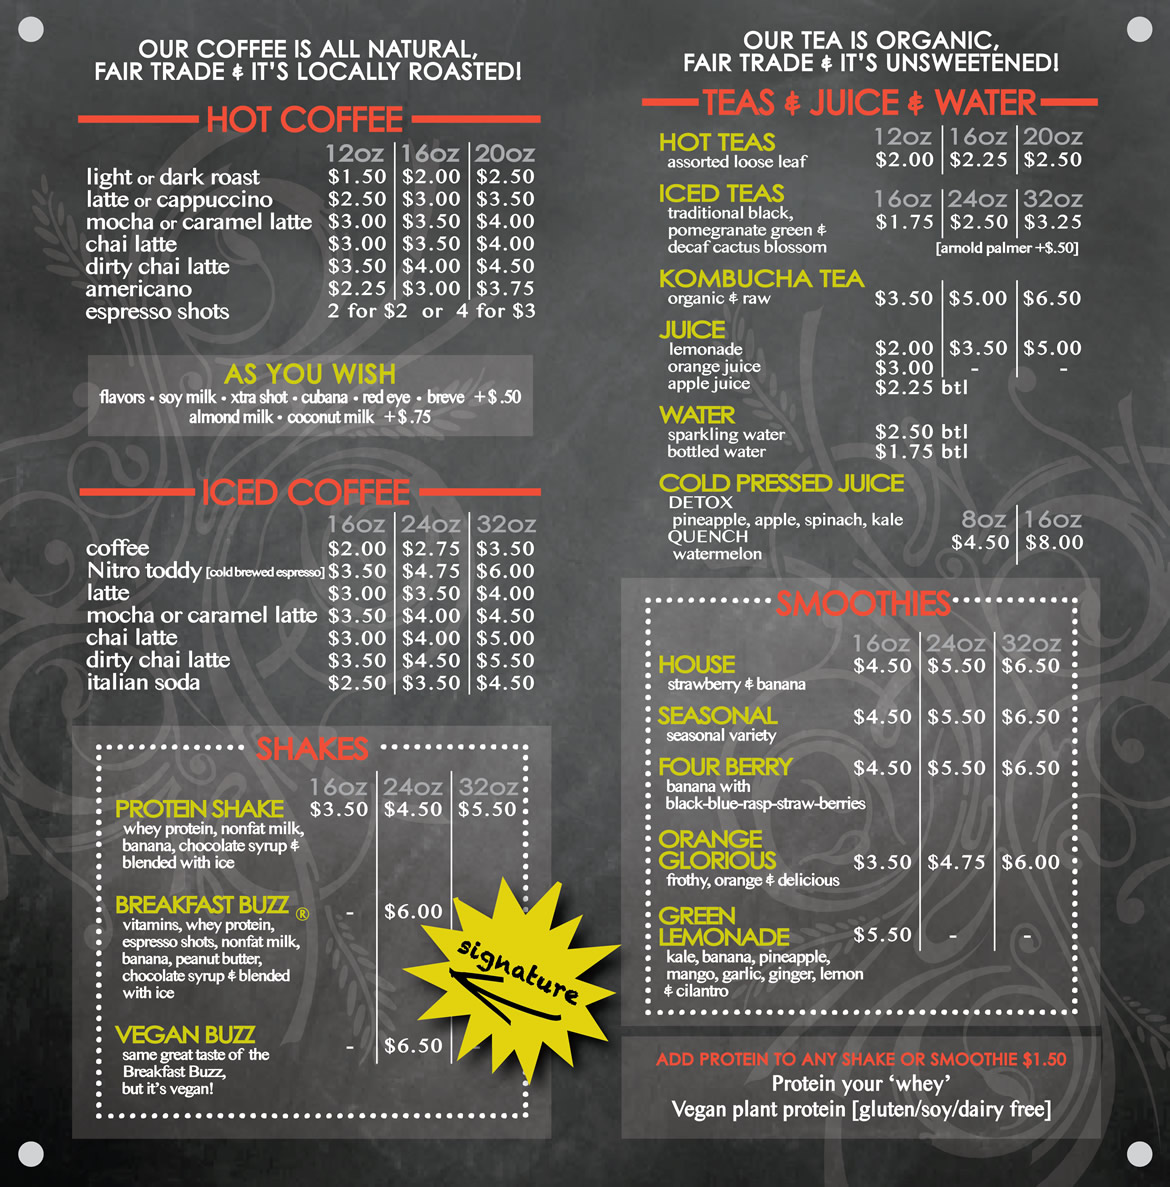 OUR COFFEE IS ALL NATURAL,
FAIR TRADE & IT'S LOCALLY ROASTED!
HOT COFFEE
12oz 16oz 20oz
light or dark roast $1.50 $2.00 $2.50
latte or cappuccino $2.50 $3.00 $3.50
mocha or caramel latte $3.00 $3.50 $4.00
chai latte $3.00 $3.50 $4.00
dirty chai latte $3.50 $4.00 $4.50
americano $2.25 $3.00 $3.75
espresso shots 2 for $2 or 4 for $3
AS YOU WISH
flavors • soy milk • xtra shot • cubana • red eye • breve +$.50
almond milk • coconut milk +$.75
ICED COFFEE
16oz 24oz 32oz
coffee $2.00 $2.75 $3.50
Nitro toddy [cold brewed espresso] $3.50 $4.75 $6.00
latte $3.00 $3.50 $4.00
mocha or caramel latte $3.50 $4.00 $4.50
chai latte $3.00 $4.00 $5.00
dirty chai latte $3.50 $4.50 $5.50
italian soda $2.50 $3.50 $4.50
SHAKES
16oz 24oz 32oz
PROTEIN SHAKE $3.50 $4.50 $5.50
whey protein, nonfat milk,
banana, chocolate syrup &
blended with ice
BREAKFAST BUZZ ® - $6.00
vitamins, whey protein,
espresso shots, nonfat milk,
banana, peanut butter,
chocolate syrup & blended
with ice
signature
VEGAN BUZZ
same great taste of the - $6.50
Breakfast Buzz,
but it's vegan!
OUR TEA IS ORGANIC,
FAIR TRADE & IT'S UNSWEETENED!
TEAS & JUICE & WATER
HOT TEAS 12oz 16oz 20oz
assorted loose leaf $2.00 $2.25 $2.50
ICED TEAS 16oz 24oz 32oz
traditional black, $1.75 $2.50 $3.25
pomegranate green &
decaf cactus blossom [arnold palmer +$.50]
KOMBUCHA TEA
organic & raw $3.50 $5.00 $6.50
JUICE
lemonade $2.00 $3.50 $5.00
orange juice $3.00 - -
apple juice $2.25 btl
WATER
sparkling water $2.50 btl
bottled water $1.75 btl
COLD PRESSED JUICE
DETOX
pineapple, apple, spinach, kale 8oz 16oz
QUENCH $4.50 $8.00
watermelon
SMOOTHIES
16oz 24oz 32oz
HOUSE $4.50 $5.50 $6.50
strawberry & banana
SEASONAL $4.50 $5.50 $6.50
seasonal variety
FOUR BERRY $4.50 $5.50 $6.50
banana with
black-blue-rasp-straw-berries
ORANGE
GLORIOUS $3.50 $4.75 $6.00
frothy, orange & delicious
GREEN
LEMONADE $5.50 - -
kale, banana, pineapple,
mango, garlic, ginger, lemon
& cilantro
ADD PROTEIN TO ANY SHAKE OR SMOOTHIE $1.50
Protein your 'whey'
Vegan plant protein [gluten/soy/dairy free]